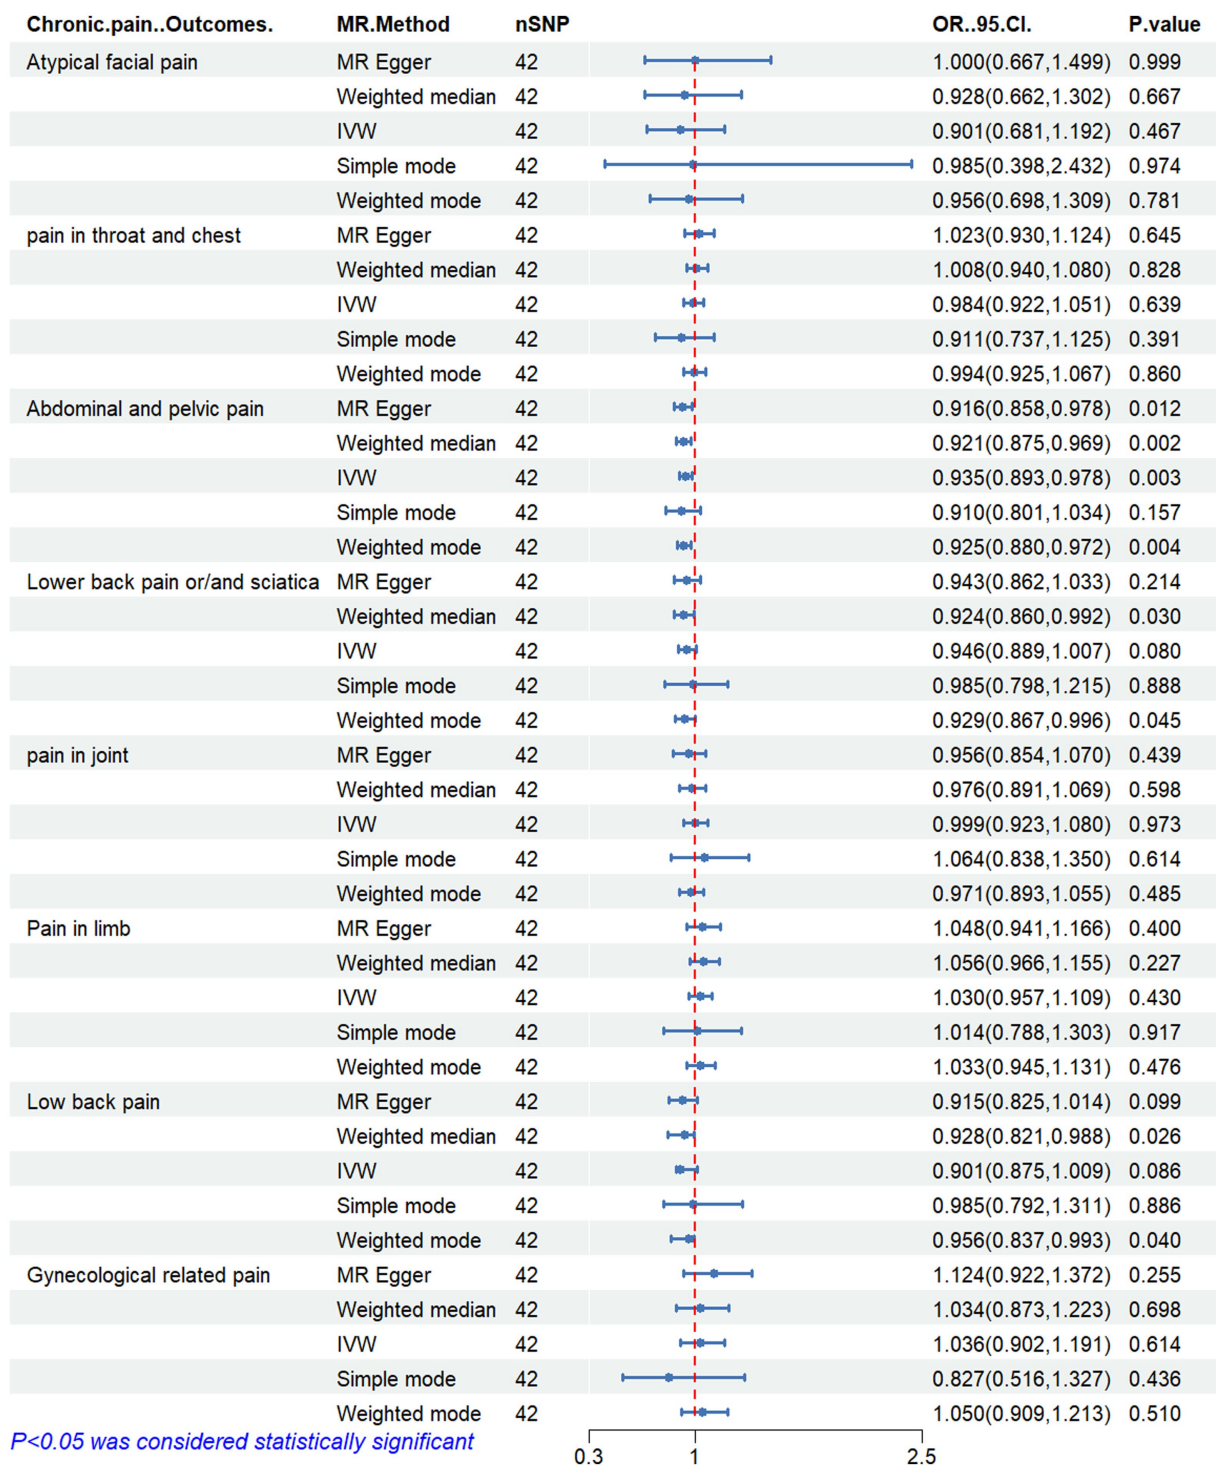 Chronic.pain..Outcomes. MR.Method nSNP OR..95.CI. P.value
Atypical facial pain MR Egger 42 1.000(0.667,1.499) 0.999
Weighted median 42 0.928(0.662,1.302) 0.667
IVW 42 0.901(0.681,1.192) 0.467
Simple mode 42 0.985(0.398,2.432) 0.974
Weighted mode 42 0.956(0.698,1.309) 0.781
pain in throat and chest MR Egger 42 1.023(0.930,1.124) 0.645
Weighted median 42 1.008(0.940,1.080) 0.828
IVW 42 0.984(0.922,1.051) 0.639
Simple mode 42 0.911(0.737,1.125) 0.391
Weighted mode 42 0.994(0.925,1.067) 0.860
Abdominal and pelvic pain MR Egger 42 0.916(0.858,0.978) 0.012
Weighted median 42 0.921(0.875,0.969) 0.002
IVW 42 0.935(0.893,0.978) 0.003
Simple mode 42 0.910(0.801,1.034) 0.157
Weighted mode 42 0.925(0.880,0.972) 0.004
Lower back pain or/and sciatica MR Egger 42 0.943(0.862,1.033) 0.214
Weighted median 42 0.924(0.860,0.992) 0.030
IVW 42 0.946(0.889,1.007) 0.080
Simple mode 42 0.985(0.798,1.215) 0.888
Weighted mode 42 0.929(0.867,0.996) 0.045
pain in joint MR Egger 42 0.956(0.854,1.070) 0.439
Weighted median 42 0.976(0.891,1.069) 0.598
IVW 42 0.999(0.923,1.080) 0.973
Simple mode 42 1.064(0.838,1.350) 0.614
Weighted mode 42 0.971(0.893,1.055) 0.485
Pain in limb MR Egger 42 1.048(0.941,1.166) 0.400
Weighted median 42 1.056(0.966,1.155) 0.227
IVW 42 1.030(0.957,1.109) 0.430
Simple mode 42 1.014(0.788,1.303) 0.917
Weighted mode 42 1.033(0.945,1.131) 0.476
Low back pain MR Egger 42 0.915(0.825,1.014) 0.099
Weighted median 42 0.928(0.821,0.988) 0.026
IVW 42 0.901(0.875,1.009) 0.086
Simple mode 42 0.985(0.792,1.311) 0.886
Weighted mode 42 0.956(0.837,0.993) 0.040
Gynecological related pain MR Egger 42 1.124(0.922,1.372) 0.255
Weighted median 42 1.034(0.873,1.223) 0.698
IVW 42 1.036(0.902,1.191) 0.614
Simple mode 42 0.827(0.516,1.327) 0.436
Weighted mode 42 1.050(0.909,1.213) 0.510
P<0.05 was considered statistically significant
0.3 1 2.5